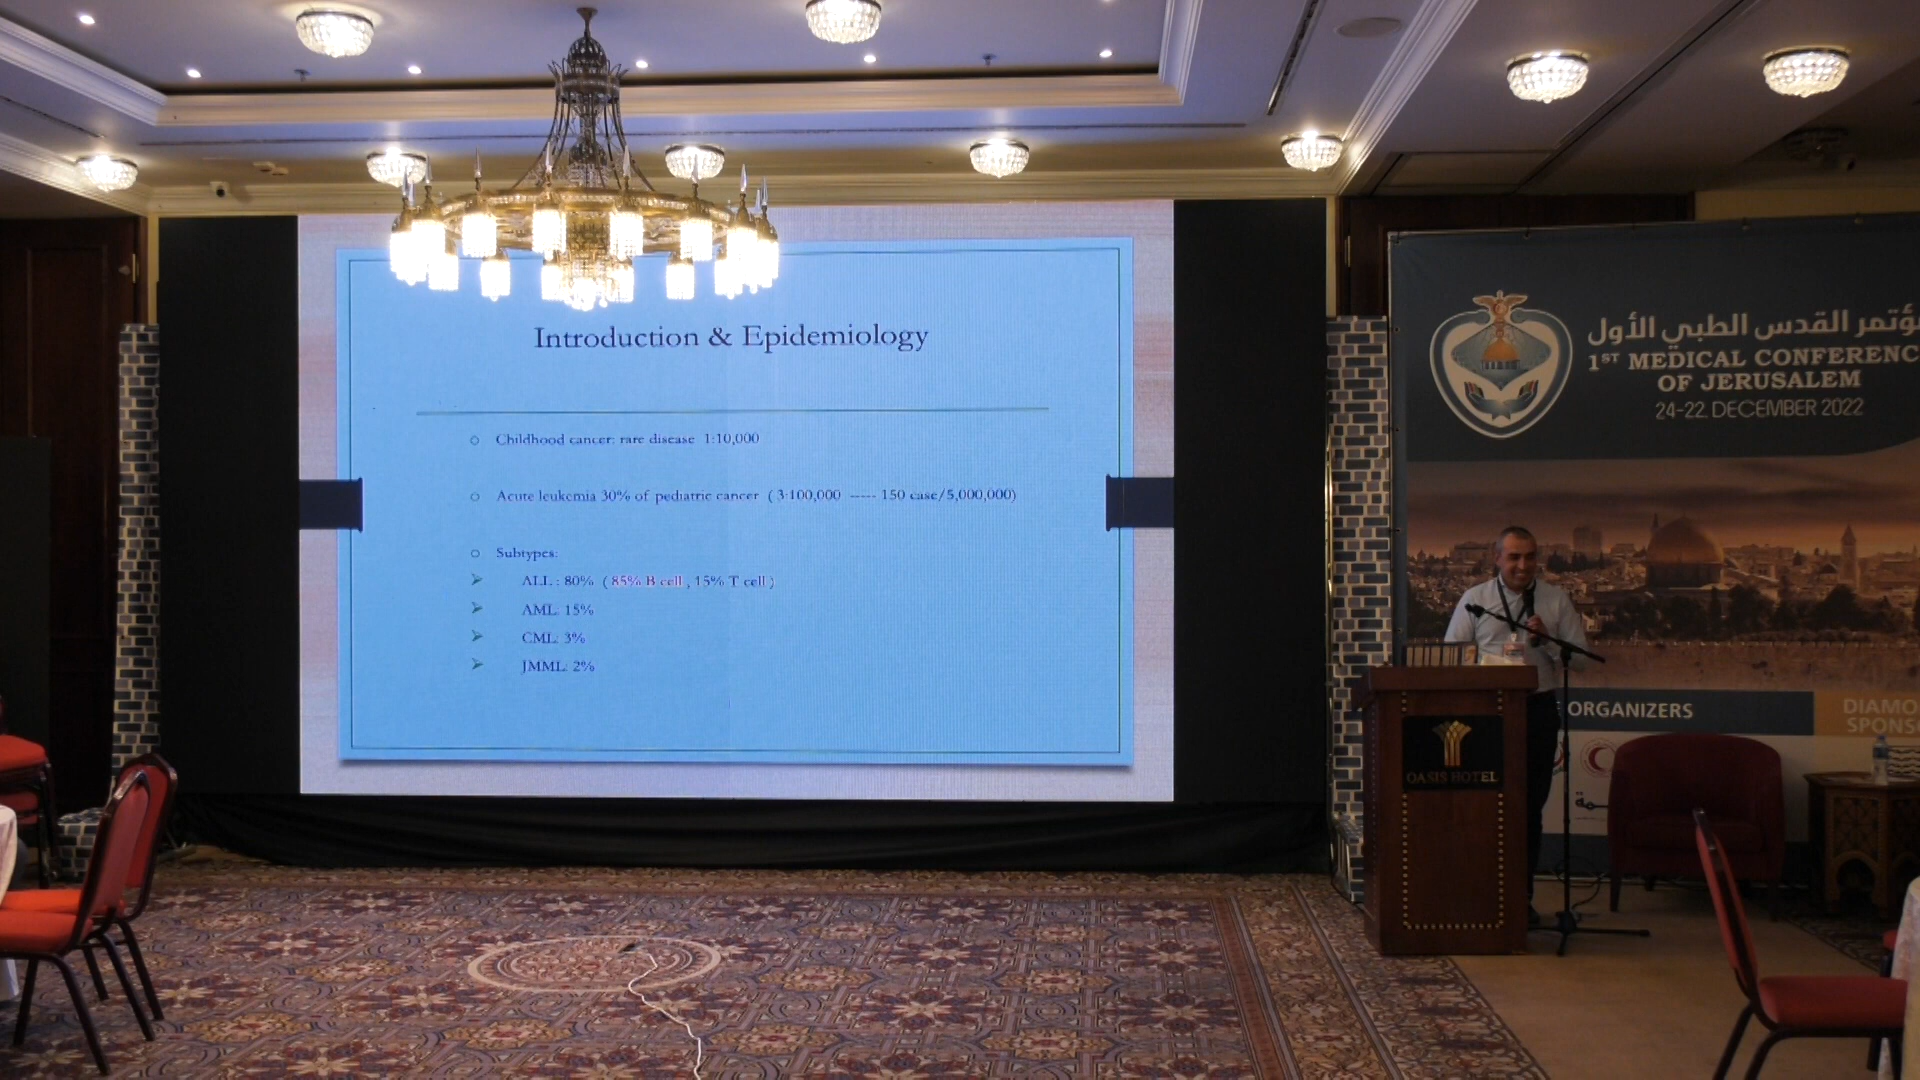 Introduction & Epidemiology
Childhood cancer: rare disease 1:10,000
Acute leukemia 30% of pediatric cancer ( 3:100,000 ----- 150 case/5,000,000)
Subtypes:
ALL : 80% ( 85% B cell , 15% T cell )
AML: 15%
CML: 3%
JMML: 2%
مؤتمر القدس الطبي الأول
1ST MEDICAL CONFERENC
OF JERUSALEM
24-22 DECEMBER 2022
ORGANIZERS
DIAMO
SPONS
OASIS HOTEL